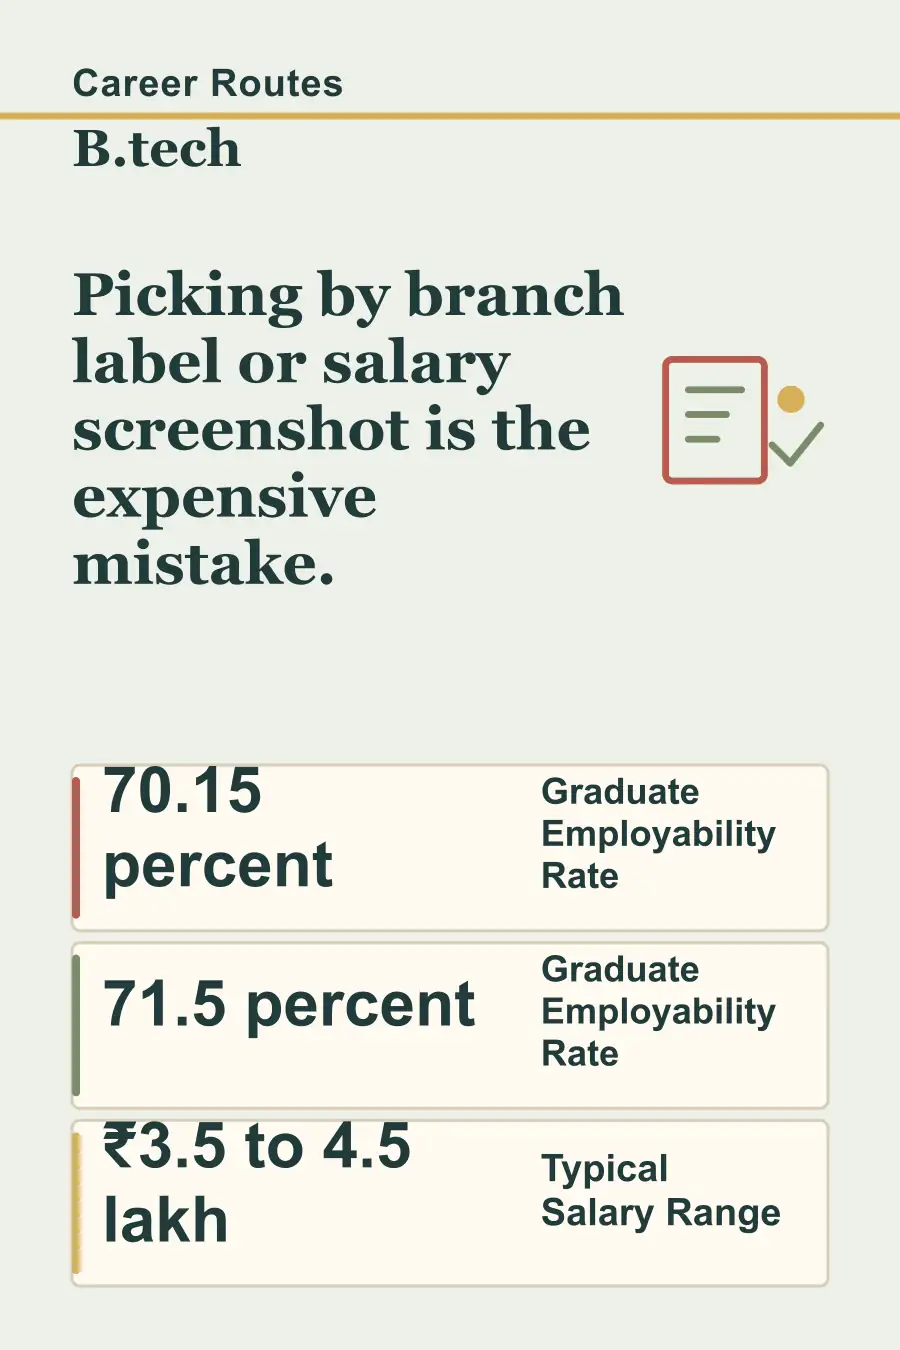 Career Routes
B.tech
Picking by branch
label or salary
screenshot is the
expensive
mistake.
70.15
percent
Graduate
Employability
Rate
71.5 percent
Graduate
Employability
Rate
₹3.5 to 4.5
lakh
Typical
Salary Range